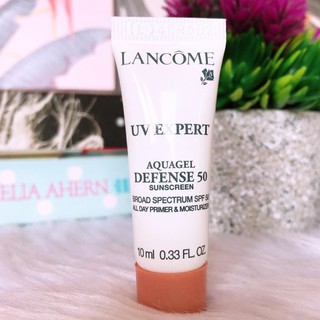 LANCÔME
UV EXPERT
AQUAGEL
DEFENSE 50
SUNSCREEN
BROAD SPECTRUM SPF 50
ALL DAY PRIMER & MOISTURIZER
10 ml 0.33 FL. OZ.
ELIA AHERN